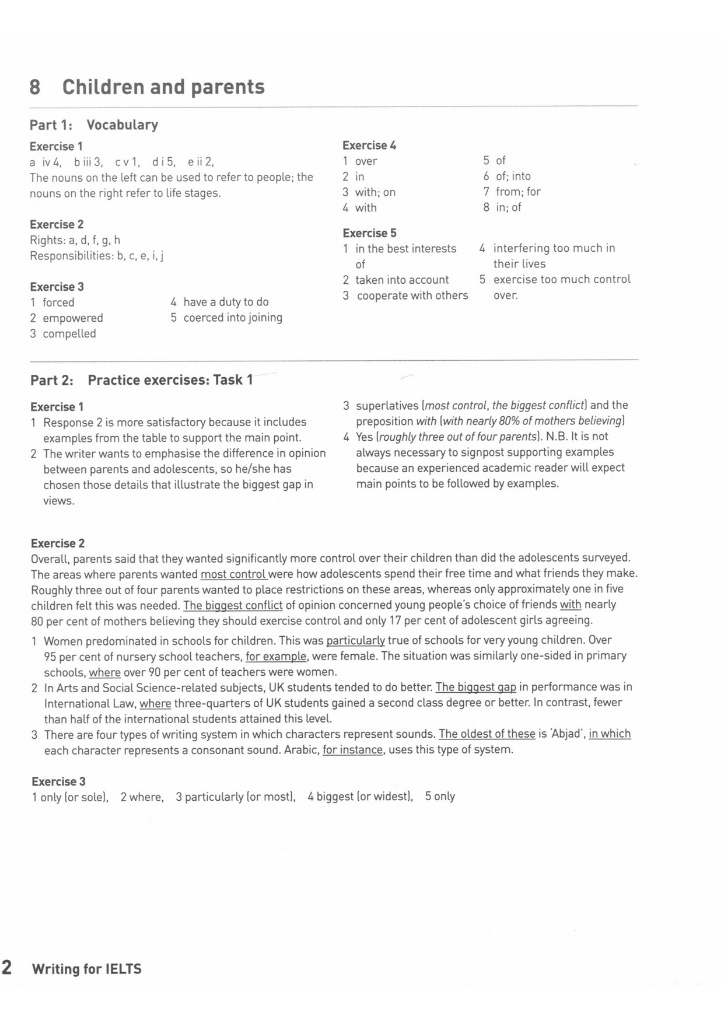 8 Children and parents
Part 1: Vocabulary
Exercise 1
a iv 4, b iii 3, c v 1, d i 5, e ii 2,
The nouns on the left can be used to refer to people; the
nouns on the right refer to life stages.
Exercise 2
Rights: a, d, f, g, h
Responsibilities: b, c, e, i, j
Exercise 3
1 forced
2 empowered
3 compelled
4 have a duty to do
5 coerced into joining
Exercise 4
1 over
2 in
3 with; on
4 with
5 of
6 of; into
7 from; for
8 in; of
Exercise 5
1 in the best interests
of
2 taken into account
3 cooperate with others
4 interfering too much in
their lives
5 exercise too much control
over.
Part 2: Practice exercises: Task 1
Exercise 1
1 Response 2 is more satisfactory because it includes
examples from the table to support the main point.
2 The writer wants to emphasise the difference in opinion
between parents and adolescents, so he/she has
chosen those details that illustrate the biggest gap in
views.
3 superlatives (most control, the biggest conflict) and the
preposition with (with nearly 80% of mothers believing)
4 Yes (roughly three out of four parents). N.B. It is not
always necessary to signpost supporting examples
because an experienced academic reader will expect
main points to be followed by examples.
Exercise 2
Overall, parents said that they wanted significantly more control over their children than did the adolescents surveyed.
The areas where parents wanted most control were how adolescents spend their free time and what friends they make.
Roughly three out of four parents wanted to place restrictions on these areas, whereas only approximately one in five
children felt this was needed. The biggest conflict of opinion concerned young people's choice of friends with nearly
80 per cent of mothers believing they should exercise control and only 17 per cent of adolescent girls agreeing.
1 Women predominated in schools for children. This was particularly true of schools for very young children. Over
95 per cent of nursery school teachers, for example, were female. The situation was similarly one-sided in primary
schools, where over 90 per cent of teachers were women.
2 In Arts and Social Science-related subjects, UK students tended to do better. The biggest gap in performance was in
International Law, where three-quarters of UK students gained a second class degree or better. In contrast, fewer
than half of the international students attained this level.
3 There are four types of writing system in which characters represent sounds. The oldest of these is 'Abjad', in which
each character represents a consonant sound. Arabic, for instance, uses this type of system.
Exercise 3
1 only (or sole), 2 where, 3 particularly (or most), 4 biggest (or widest), 5 only
2 Writing for IELTS